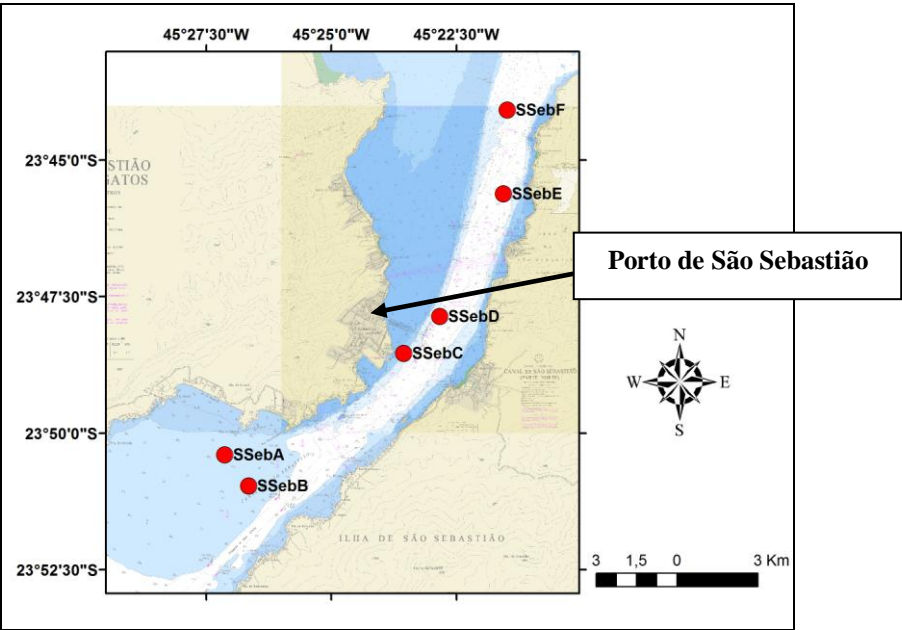 45°27'30"W 45°25'0"W 45°22'30"W
SSebF
23°45'0"S
STIÃO
GATOS
SSebE
Porto de São Sebastião
23°47'30"S
SSebD
SSebC
N
CANAL DE SÃO SEBASTIÃO
W E
S
23°50'0"S
SSebA
SSebB
ILHA DE SÃO SEBASTIÃO
23°52'30"S
3 1,5 0 3 Km